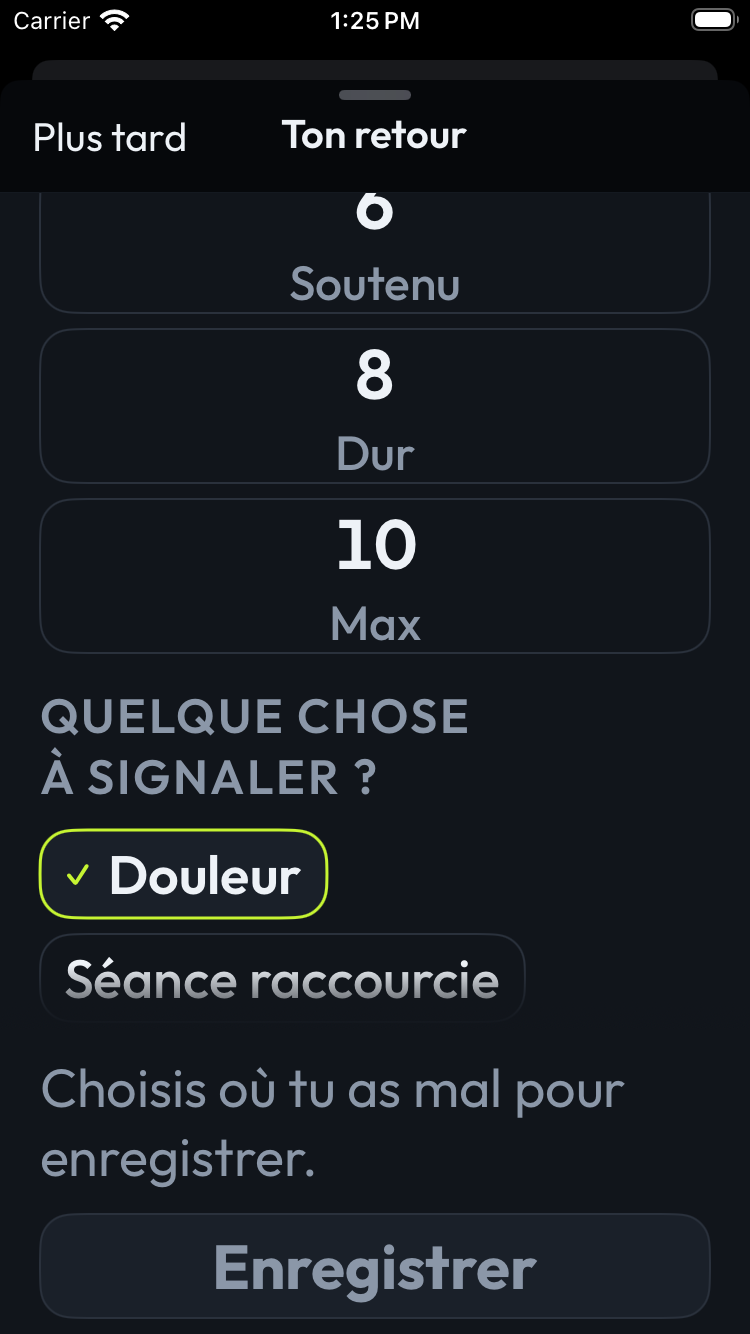 Carrier 1:25 PM
Plus tard Ton retour
6
Soutenu
8
Dur
10
Max
QUELQUE CHOSE
À SIGNALER ?
✓ Douleur
Séance raccourcie
Choisis où tu as mal pour
enregistrer.
Enregistrer